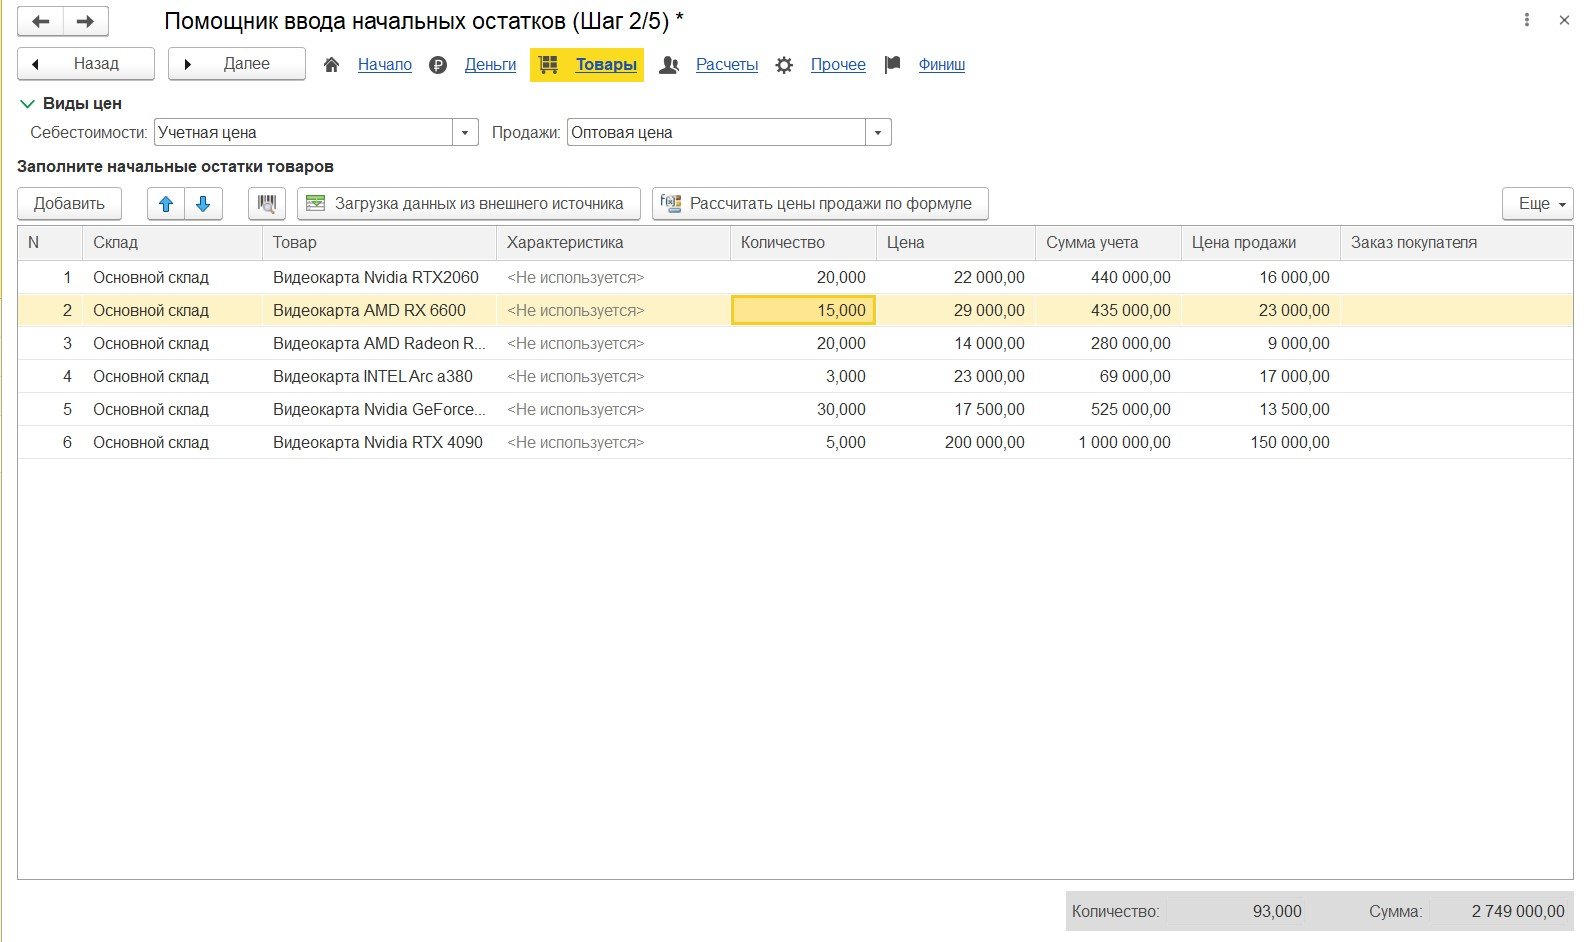 Помощник ввода начальных остатков (Шаг 2/5) *
Назад Далее Начало Деньги Товары Расчеты Прочее Финиш
Виды цен
Себестоимости: Учетная цена Продажи: Оптовая цена
Заполните начальные остатки товаров
Добавить Загрузка данных из внешнего источника Рассчитать цены продажи по формуле Еще
N Склад Товар Характеристика Количество Цена Сумма учета Цена продажи Заказ покупателя
1 Основной склад Видеокарта Nvidia RTX2060 <Не используется> 20,000 22 000,00 440 000,00 16 000,00
2 Основной склад Видеокарта AMD RX 6600 <Не используется> 15,000 29 000,00 435 000,00 23 000,00
3 Основной склад Видеокарта AMD Radeon R... <Не используется> 20,000 14 000,00 280 000,00 9 000,00
4 Основной склад Видеокарта INTEL Arc a380 <Не используется> 3,000 23 000,00 69 000,00 17 000,00
5 Основной склад Видеокарта Nvidia GeForce... <Не используется> 30,000 17 500,00 525 000,00 13 500,00
6 Основной склад Видеокарта Nvidia RTX 4090 <Не используется> 5,000 200 000,00 1 000 000,00 150 000,00
Количество: 93,000 Сумма: 2 749 000,00